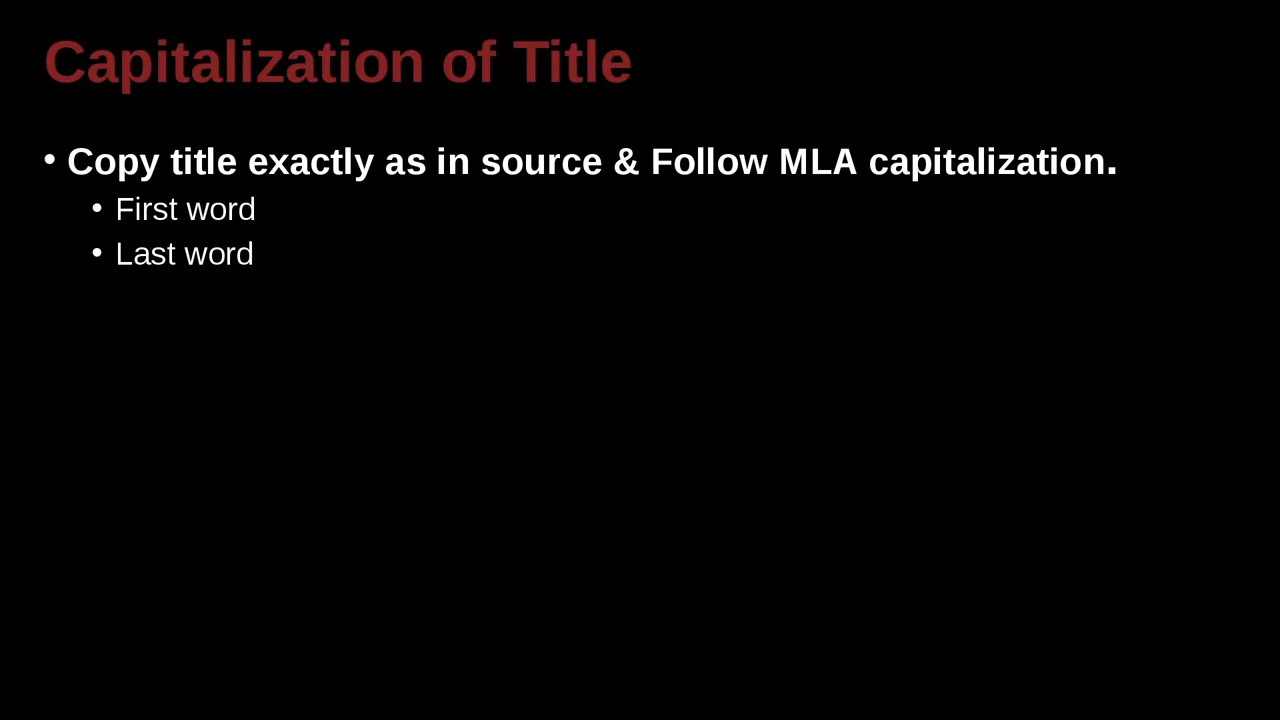 Capitalization of Title
• Copy title exactly as in source & Follow MLA capitalization.
• First word
• Last word